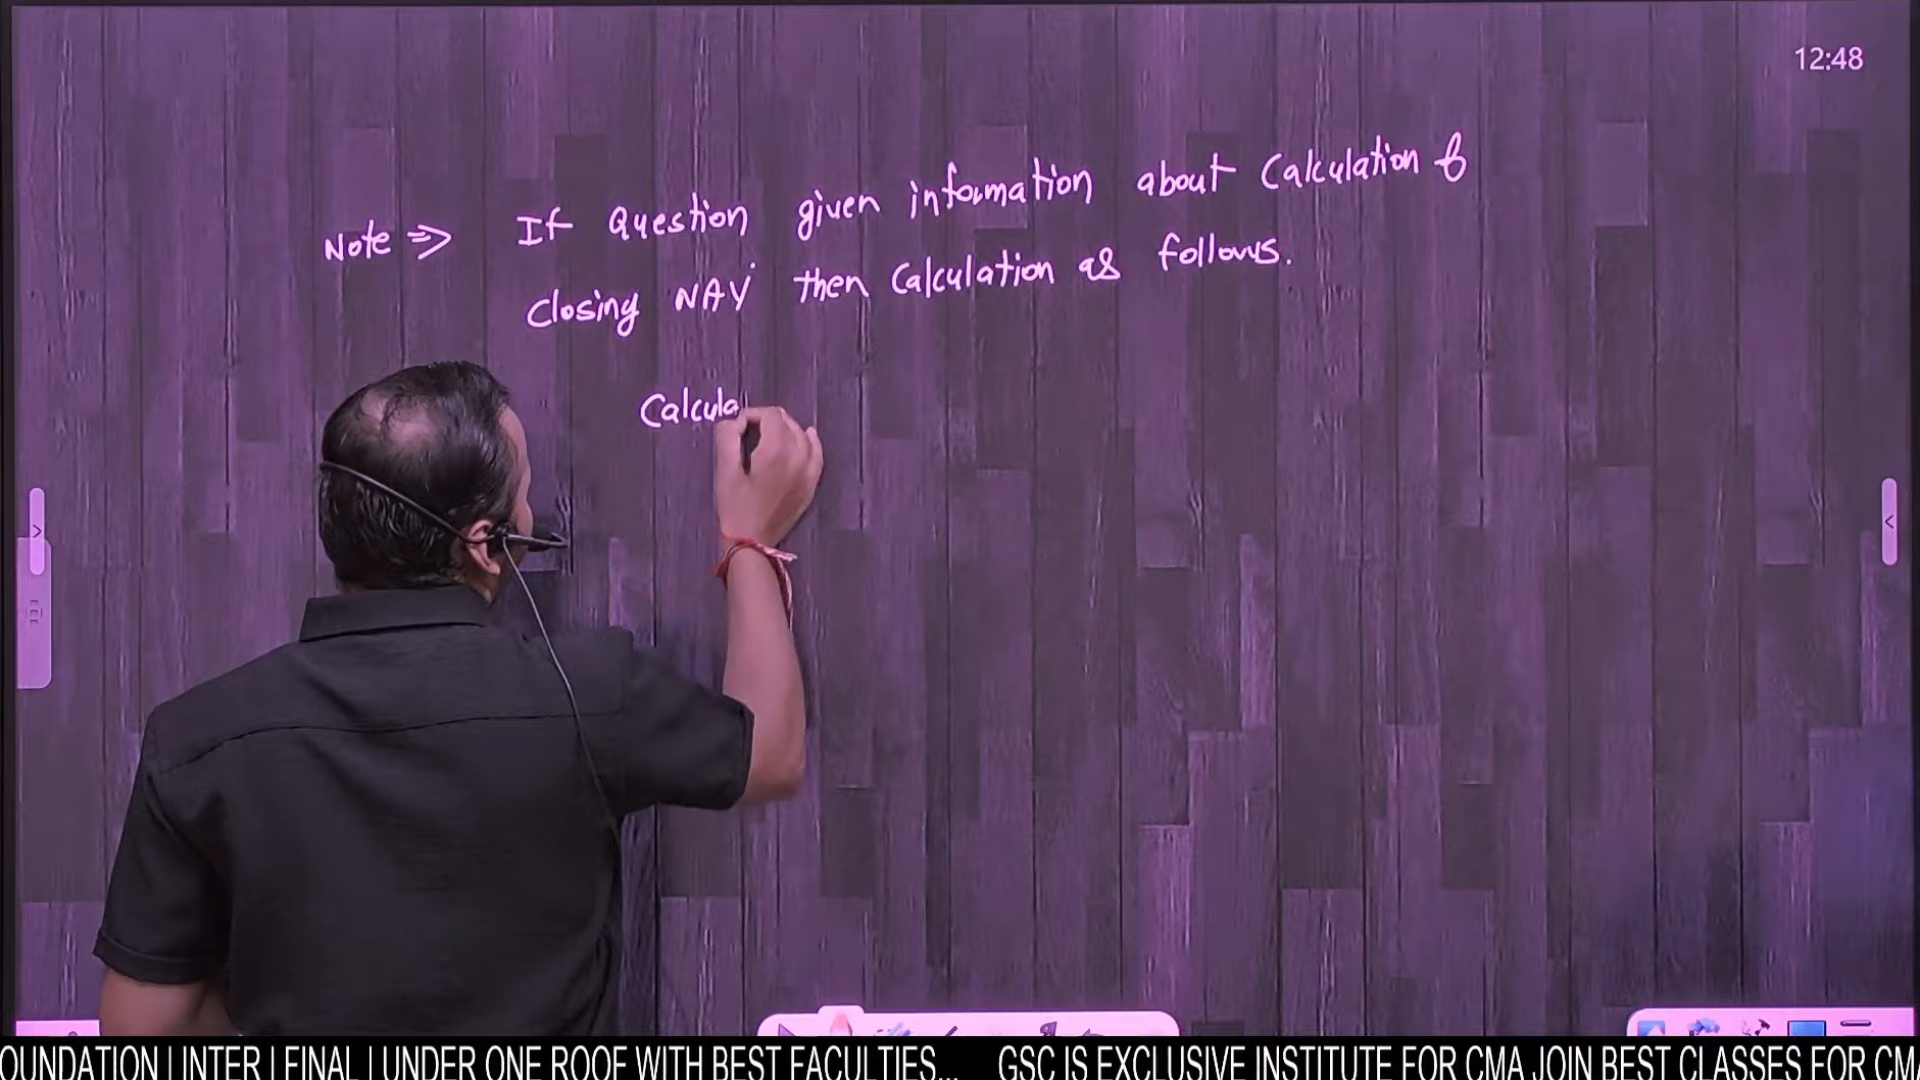 12:48
Note => If Question given information about Calculation of
Closing NAV then Calculation as follows.
Calcula
OUNDATION | INTER | FINAL | UNDER ONE ROOF WITH BEST FACULTIES... GSC IS EXCLUSIVE INSTITUTE FOR CMA JOIN BEST CLASSES FOR CM